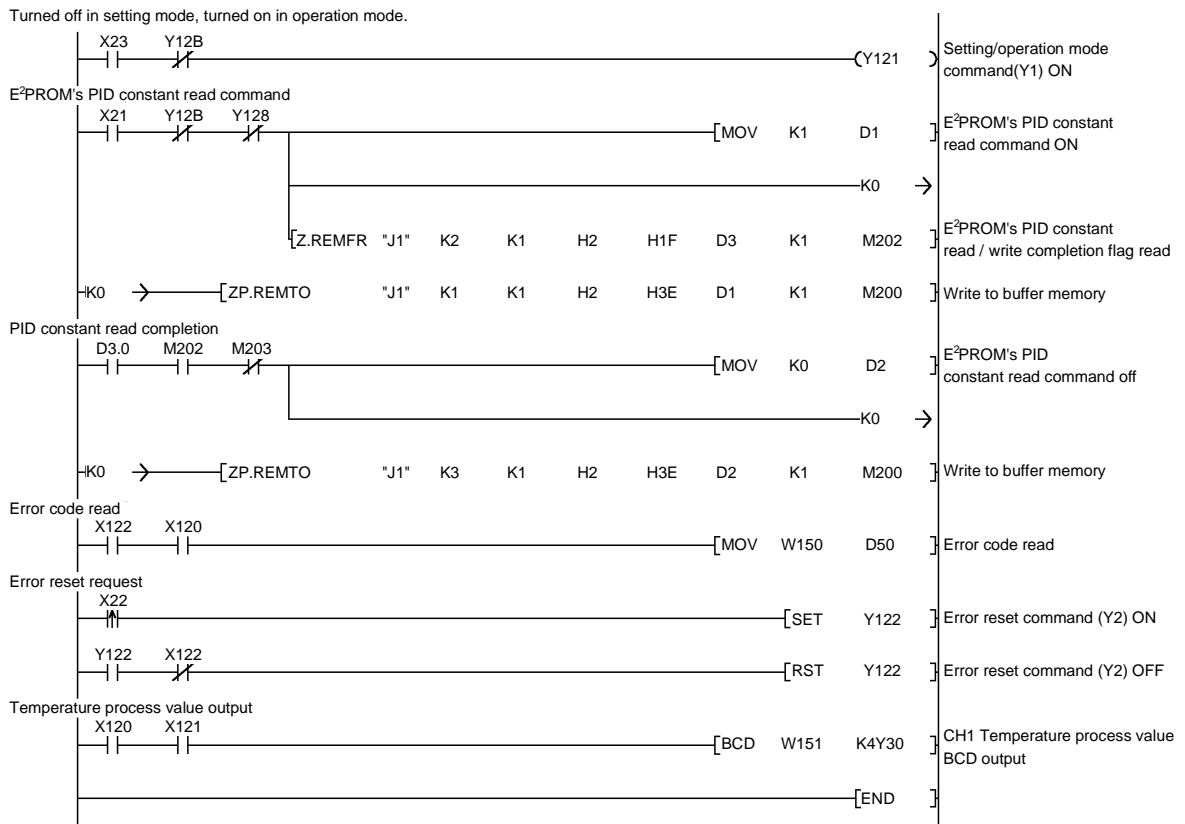 Turned off in setting mode, turned on in operation mode.
X23 Y12B
Y121
Setting/operation mode
command(Y1) ON
E²PROM's PID constant read command
X21 Y12B Y128
MOV K1 D1
E²PROM's PID constant
read command ON
K0
Z.REMFR "J1" K2 K1 H2 H1F D3 K1 M202
E²PROM's PID constant
read / write completion flag read
K0 ZP.REMTO "J1" K1 K1 H2 H3E D1 K1 M200 Write to buffer memory
PID constant read completion
D3.0 M202 M203
MOV K0 D2
E²PROM's PID
constant read command off
K0
K0 ZP.REMTO "J1" K3 K1 H2 H3E D2 K1 M200 Write to buffer memory
Error code read
X122 X120
MOV W150 D50 Error code read
Error reset request
X22
SET Y122 Error reset command (Y2) ON
Y122 X122
RST Y122 Error reset command (Y2) OFF
Temperature process value output
X120 X121
BCD W151 K4Y30
CH1 Temperature process value
BCD output
END